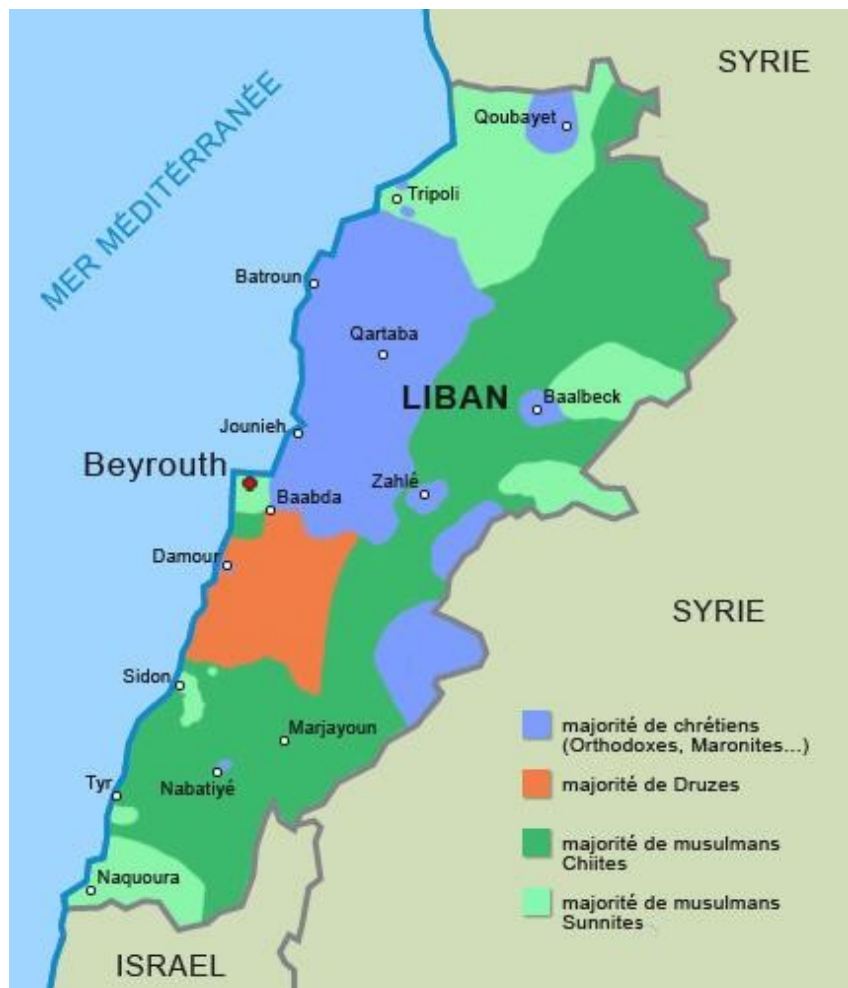 SYRIE
Qoubayet
MER MÉDITÉRRANÉE
Tripoli
Batroun
Qartaba
LIBAN
Baalbeck
Jounieh
Beyrouth
Zahlé
Baabda
Damour
SYRIE
Sidon
Marjayoun
majorité de chrétiens
(Orthodoxes, Maronites...)
Tyr
Nabatiyé
majorité de Druzes
majorité de musulmans
Chiites
Naquoura
majorité de musulmans
Sunnites
ISRAEL